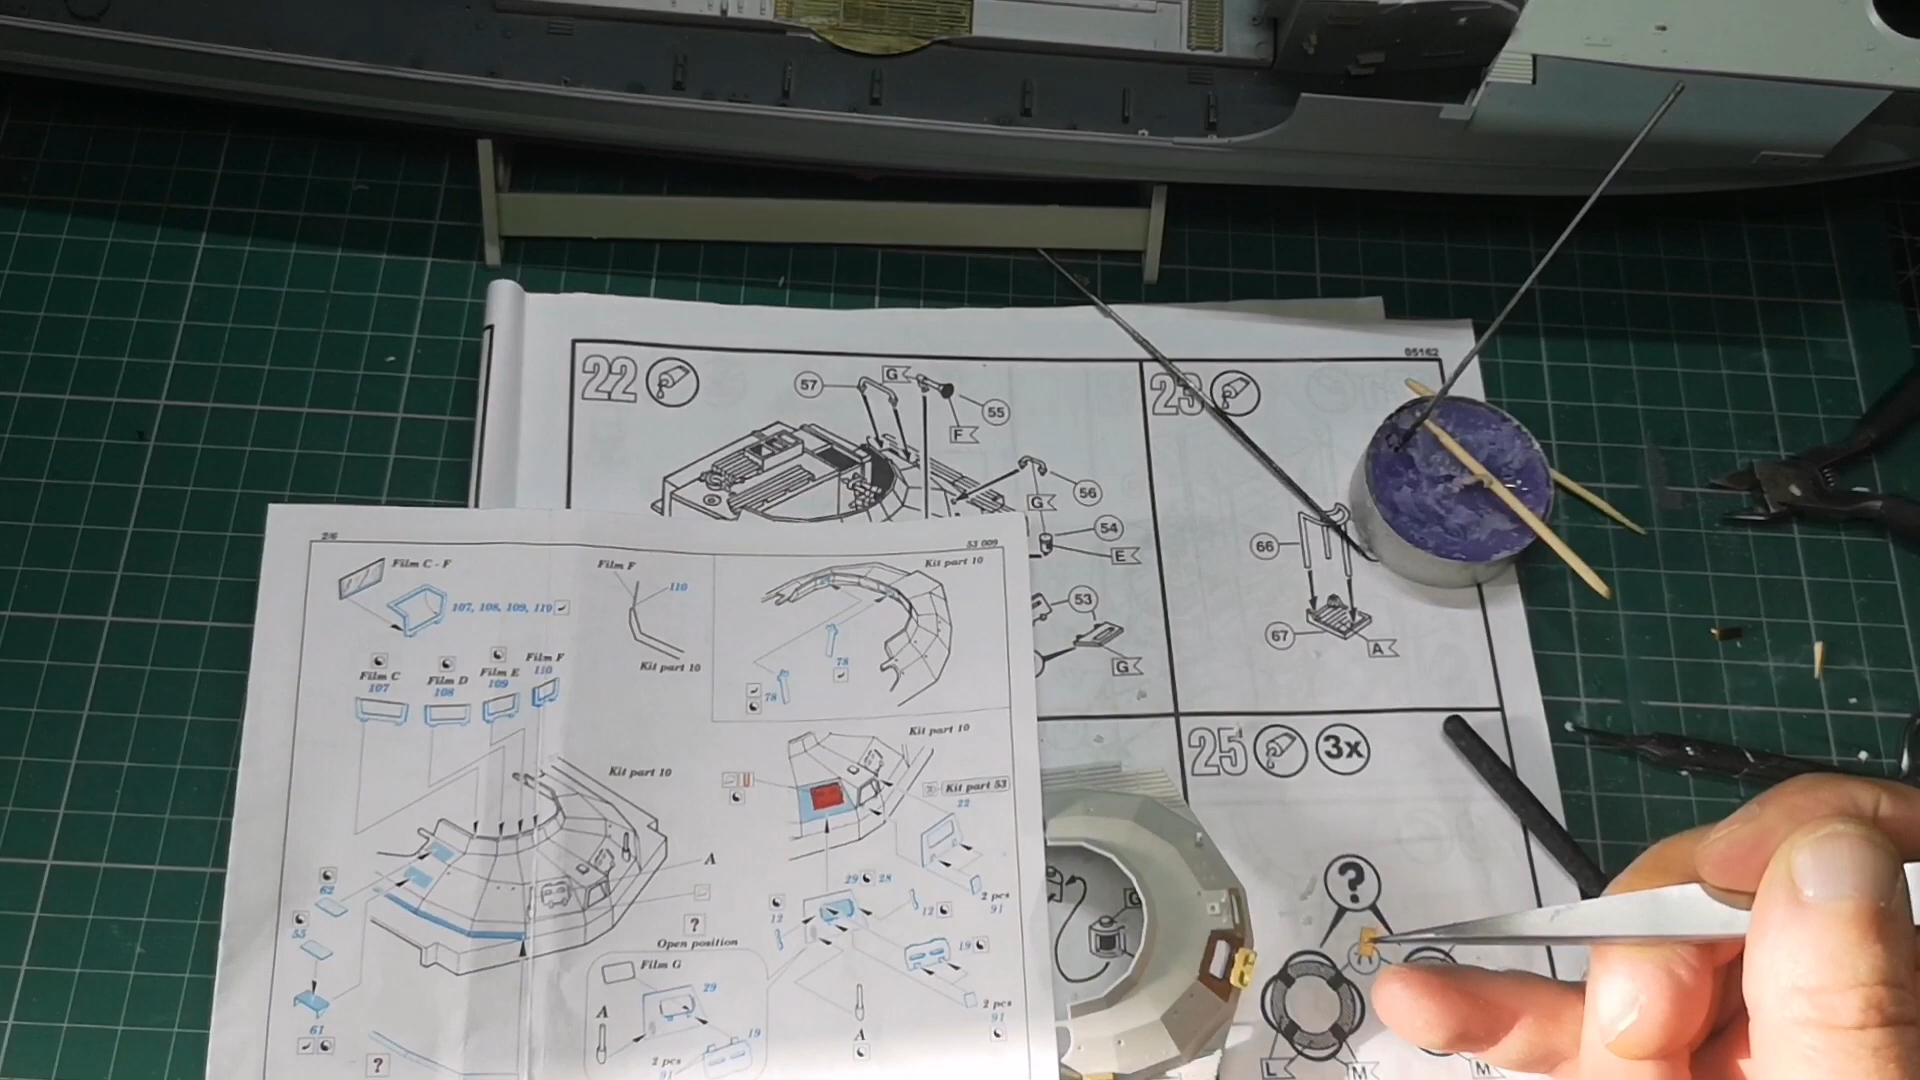 05162
22
23
57
G
55
F
56
G
54
E
66
53
67
A
G
25
3x
?
L
M
M
2/6
53 009
Film C - F
107, 108, 109, 110
Film F
110
Kit part 10
Kit part 10
78
78
Film C
107
Film D
108
Film E
109
Film F
110
Kit part 10
Kit part 10
Kit part 53
22
A
62
55
61
?
?
29
28
12
12
2 pcs
91
19
2 pcs
91
A
Open position
Film G
29
A
19
2 pcs
91